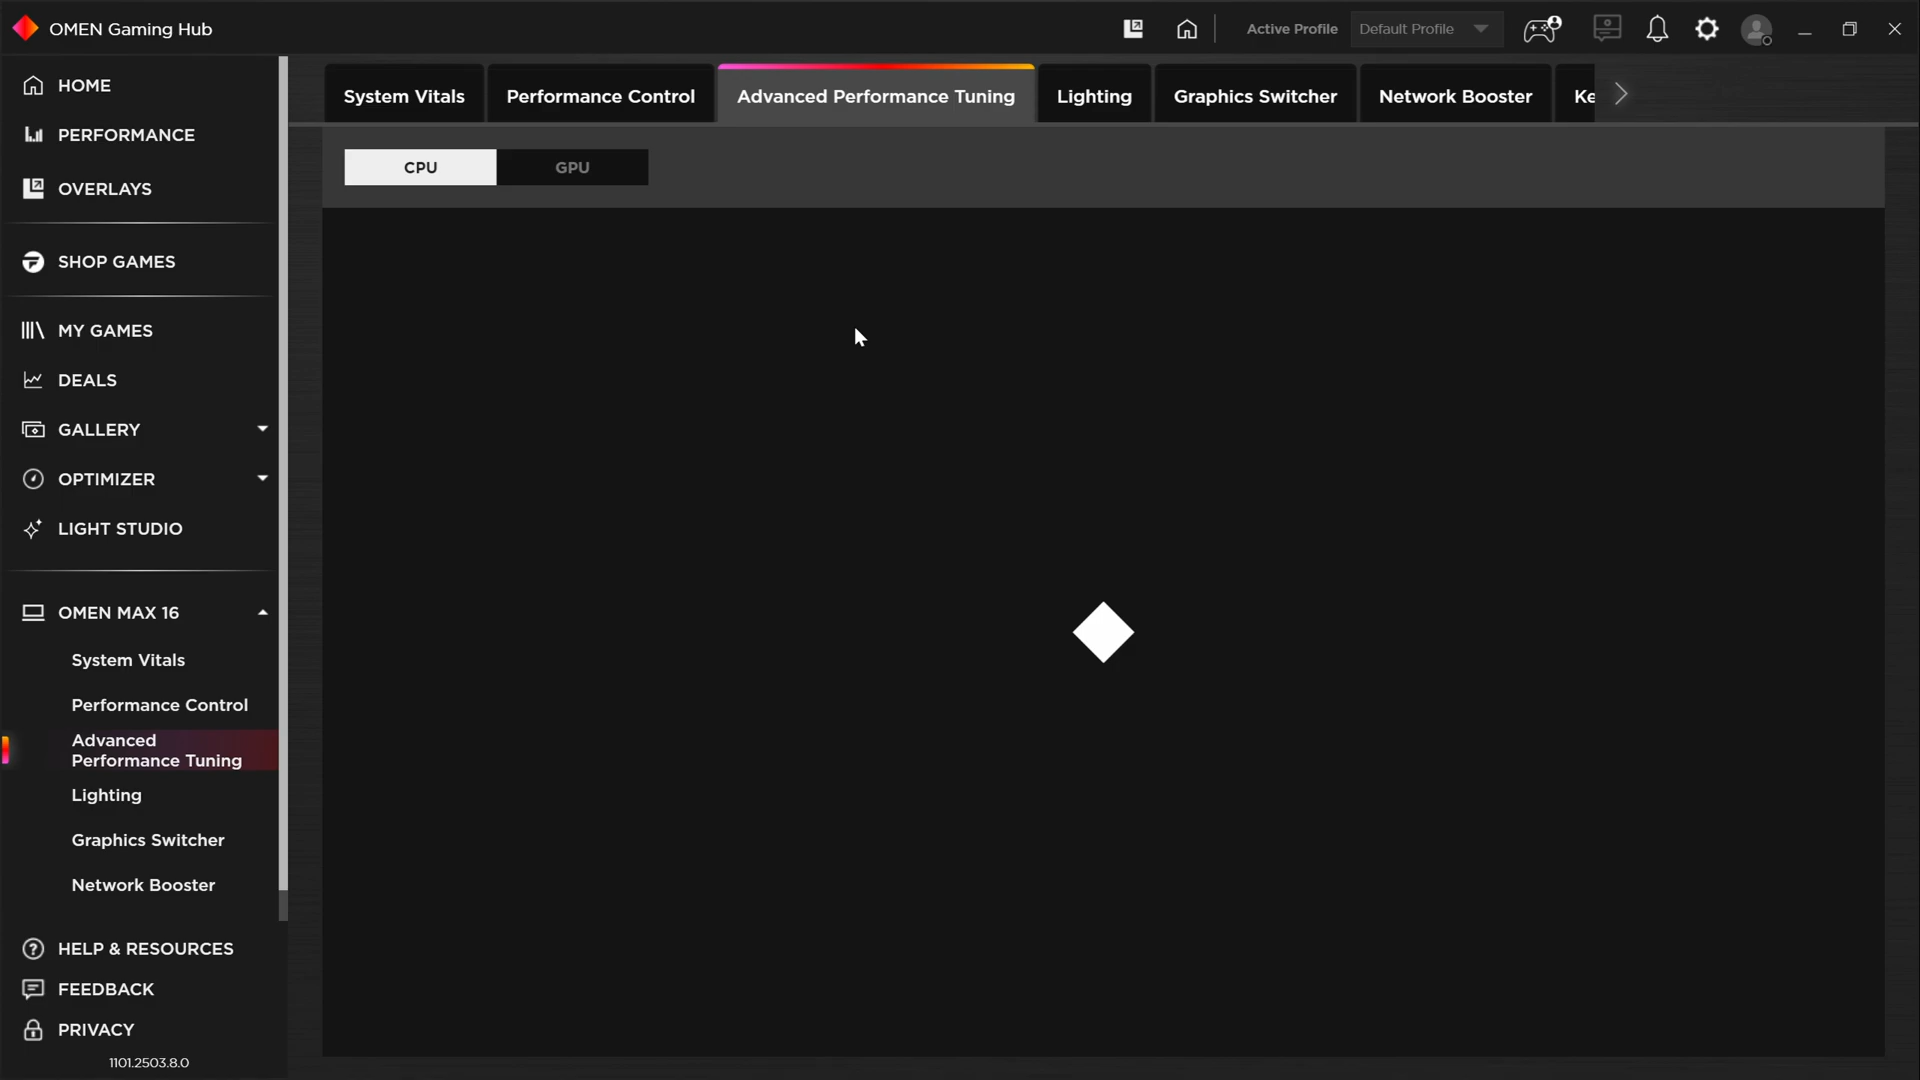 OMEN Gaming Hub
Active Profile
Default Profile
HOME
PERFORMANCE
OVERLAYS
SHOP GAMES
MY GAMES
DEALS
GALLERY
OPTIMIZER
LIGHT STUDIO
OMEN MAX 16
System Vitals
Performance Control
Advanced
Performance Tuning
Lighting
Graphics Switcher
Network Booster
HELP & RESOURCES
FEEDBACK
PRIVACY
1101.2503.8.0
System Vitals
Performance Control
Advanced Performance Tuning
Lighting
Graphics Switcher
Network Booster
Ke
CPU
GPU